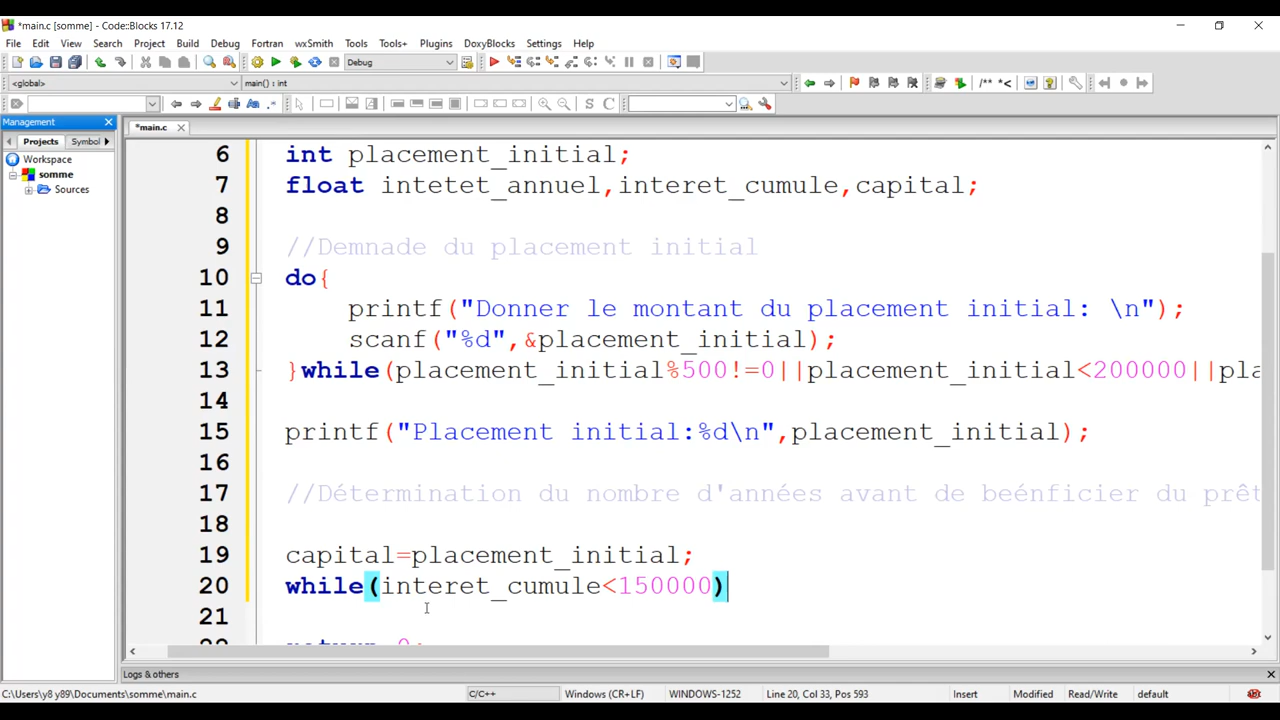 *main.c [somme] - Code::Blocks 17.12
File Edit View Search Project Build Debug Fortran wxSmith Tools Tools+ Plugins DoxyBlocks Settings Help
Debug
<global> main() : int /** *<
S C
Management
Projects Symbol
*main.c
Workspace
somme
Sources
6 int placement_initial;
7 float intetet_annuel,interet_cumule,capital;
8
9 //Demnade du placement initial
10 do{
11 printf("Donner le montant du placement initial: \n");
12 scanf("%d",&placement_initial);
13 }while(placement_initial%500!=0||placement_initial<200000||pla
14
15 printf("Placement initial:%d\n",placement_initial);
16
17 //Détermination du nombre d'années avant de beénficier du prêt
18
19 capital=placement_initial;
20 while(interet_cumule<150000)
21
22 return 0;
Logs & others
C:\Users\y8 y89\Documents\somme\main.c C/C++ Windows (CR+LF) WINDOWS-1252 Line 20, Col 33, Pos 593 Insert Modified Read/Write default